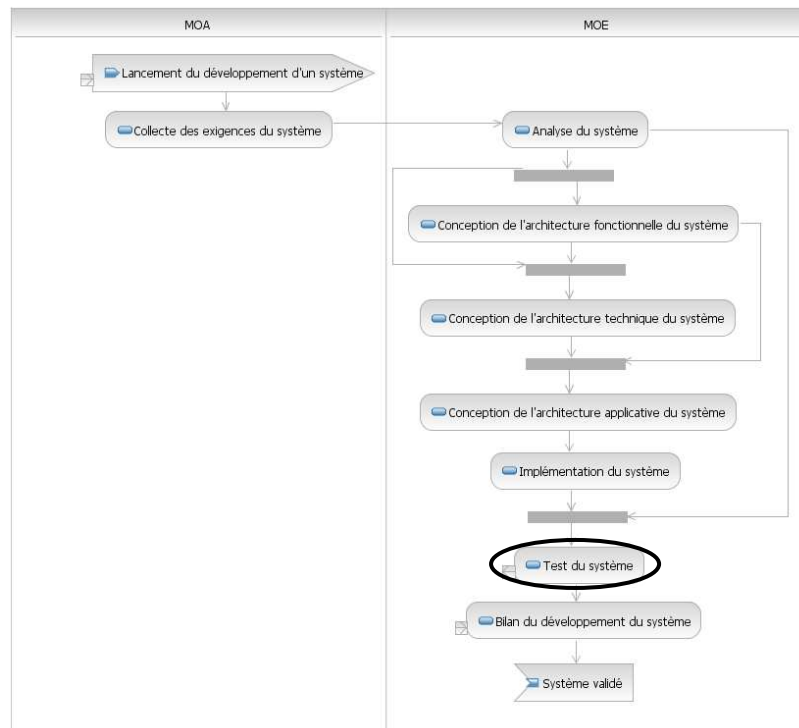 MOA
MOE
Lancement du développement d'un système
Collecte des exigences du système
Analyse du système
Conception de l'architecture fonctionnelle du système
Conception de l'architecture technique du système
Conception de l'architecture applicative du système
Implémentation du système
Test du système
Bilan du développement du système
Système validé